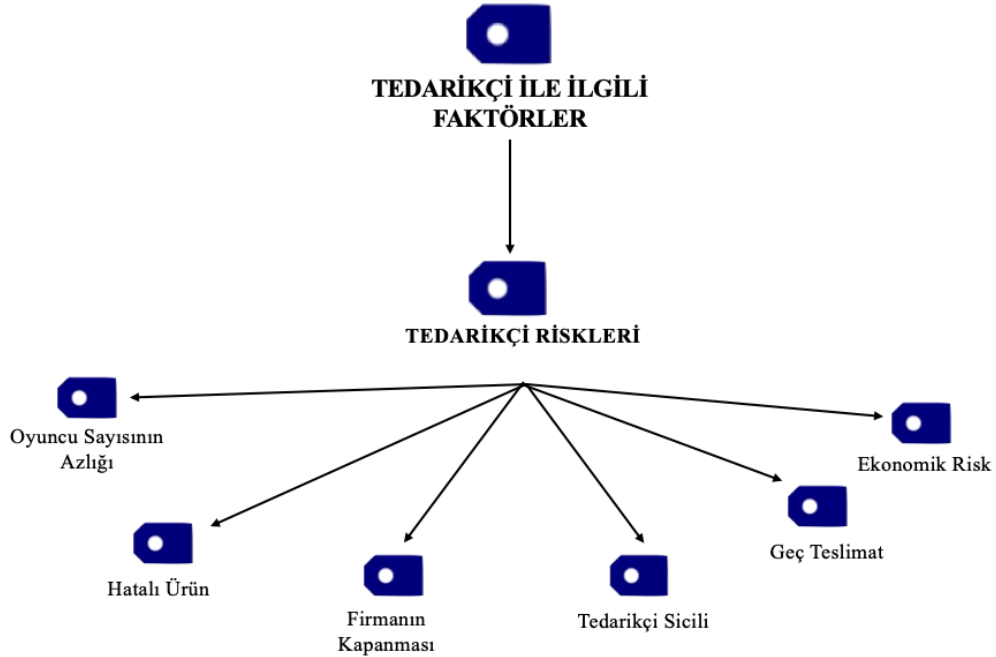 TEDARİKÇİ İLE İLGİLİ
FAKTÖRLER
TEDARİKÇİ RİSKLERİ
Oyuncu Sayısının
Azlığı
Hatalı Ürün
Firmanın
Kapanması
Tedarikçi Sicili
Geç Teslimat
Ekonomik Risk